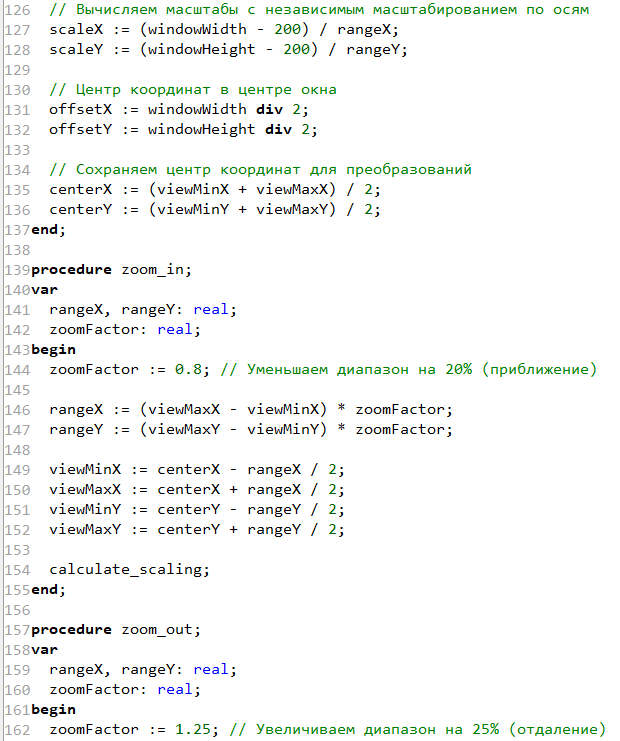 126 // Вычисляем масштабы с независимым масштабированием по осям
127 scaleX := (windowWidth - 200) / rangeX;
128 scaleY := (windowHeight - 200) / rangeY;
129
130 // Центр координат в центре окна
131 offsetX := windowWidth div 2;
132 offsetY := windowHeight div 2;
133
134 // Сохраняем центр координат для преобразований
135 centerX := (viewMinX + viewMaxX) / 2;
136 centerY := (viewMinY + viewMaxY) / 2;
137 end;
138
139 procedure zoom_in;
140 var
141 rangeX, rangeY: real;
142 zoomFactor: real;
143 begin
144 zoomFactor := 0.8; // Уменьшаем диапазон на 20% (приближение)
145
146 rangeX := (viewMaxX - viewMinX) * zoomFactor;
147 rangeY := (viewMaxY - viewMinY) * zoomFactor;
148
149 viewMinX := centerX - rangeX / 2;
150 viewMaxX := centerX + rangeX / 2;
151 viewMinY := centerY - rangeY / 2;
152 viewMaxY := centerY + rangeY / 2;
153
154 calculate_scaling;
155 end;
156
157 procedure zoom_out;
158 var
159 rangeX, rangeY: real;
160 zoomFactor: real;
161 begin
162 zoomFactor := 1.25; // Увеличиваем диапазон на 25% (отдаление)